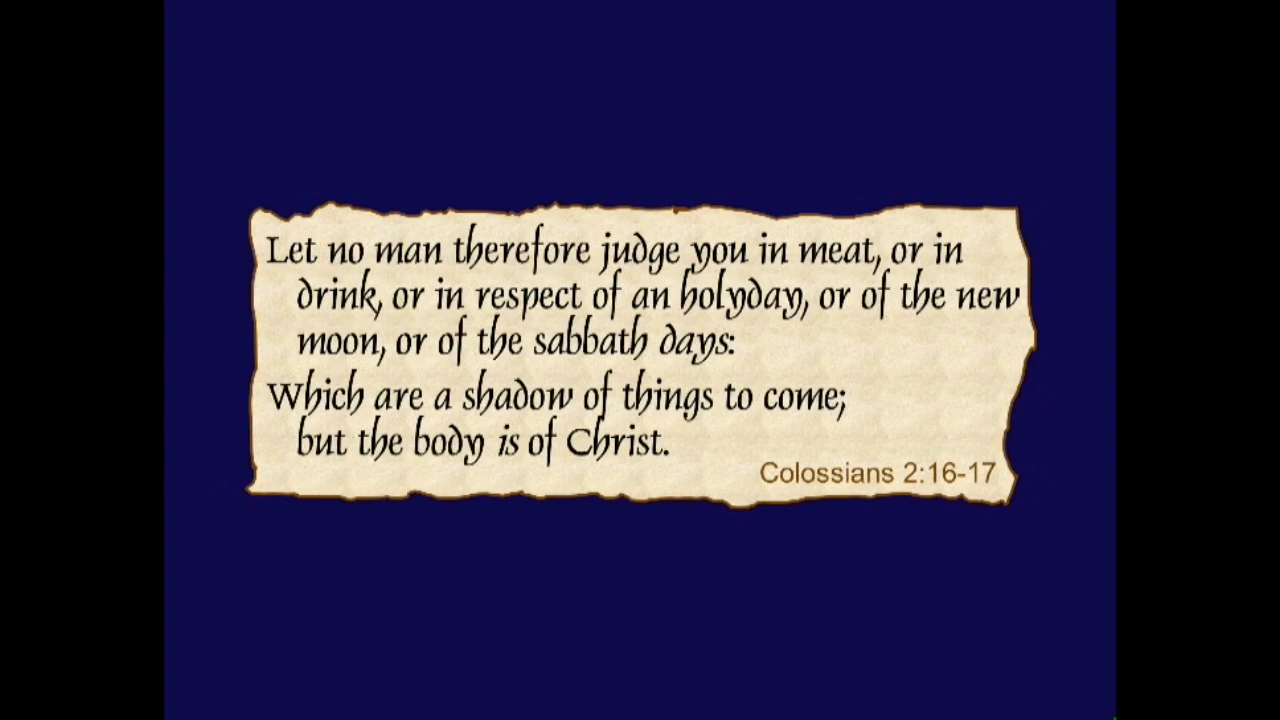 Let no man therefore judge you in meat, or in
drink, or in respect of an holyday, or of the new
moon, or of the sabbath days:
Which are a shadow of things to come;
but the body is of Christ.
Colossians 2:16-17